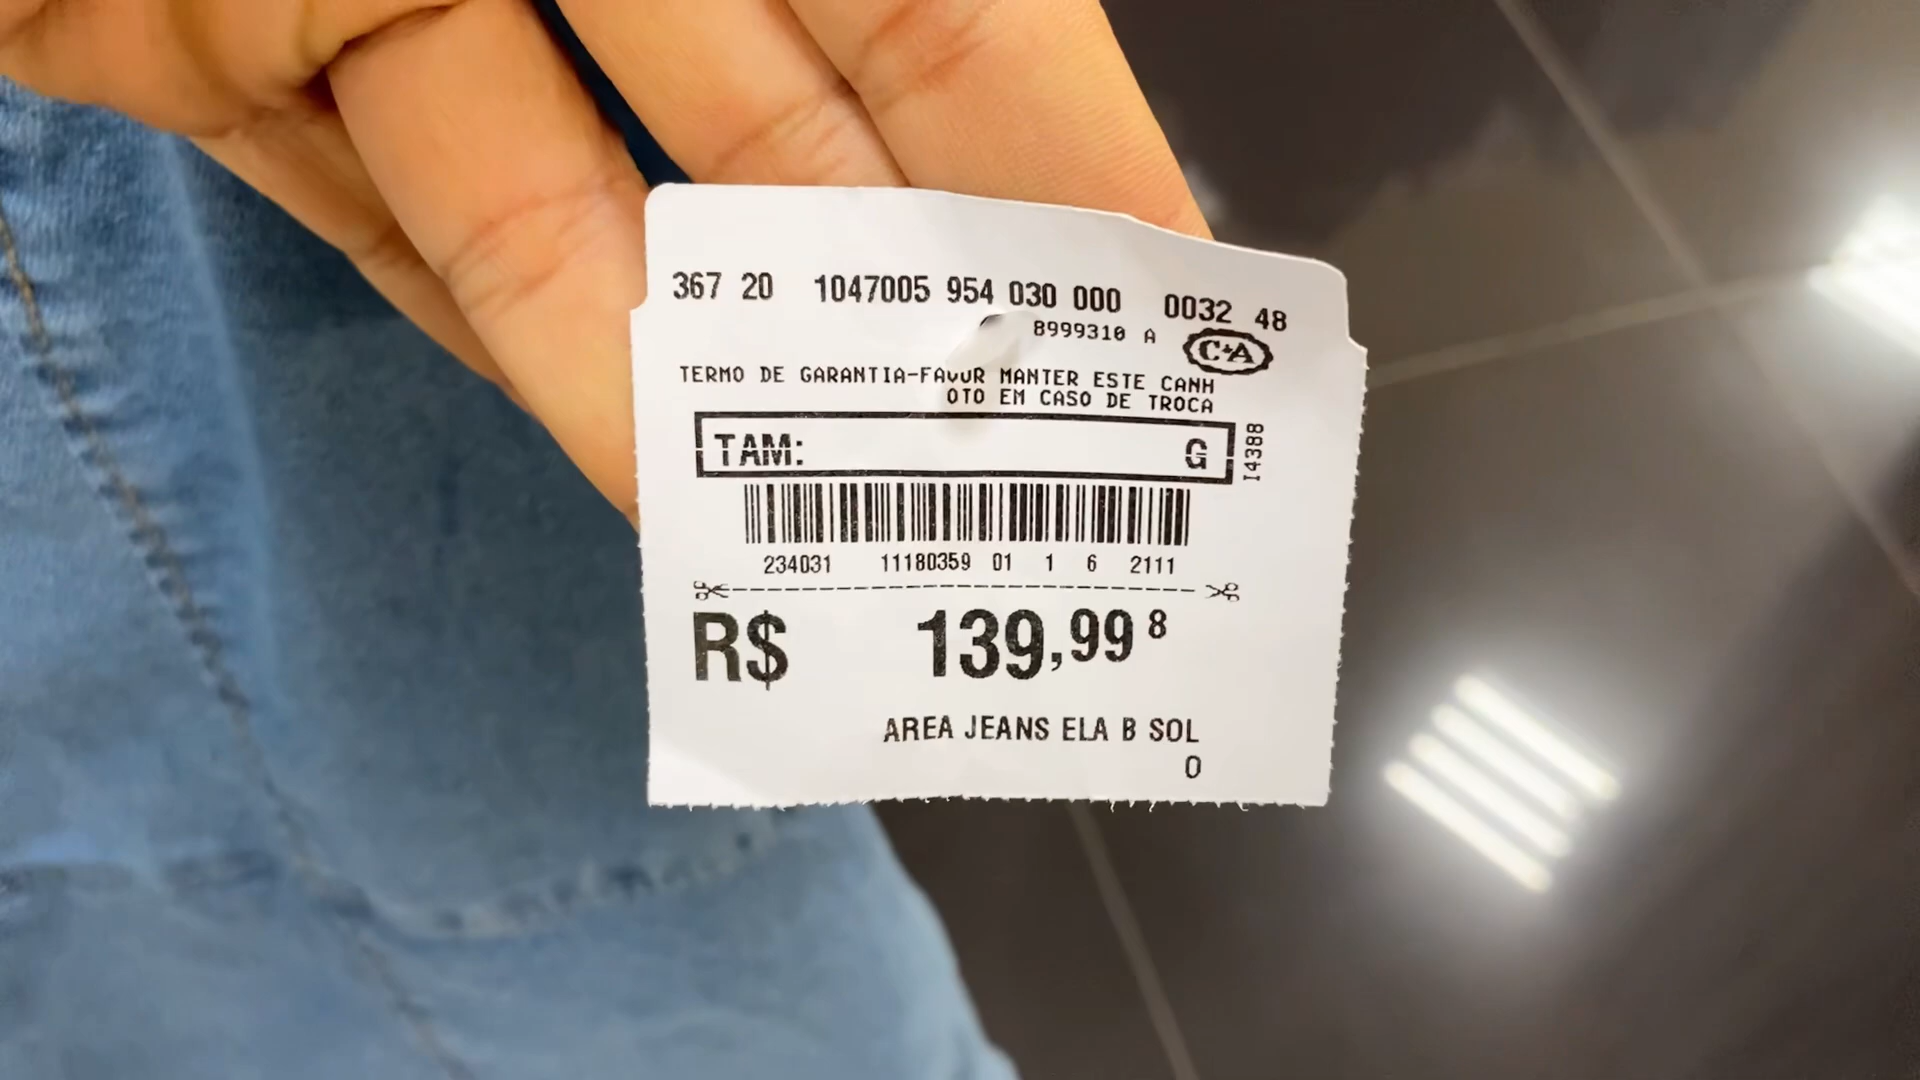 367 20 1047005 954 030 000 0032 48
8999310 A
C&A
TERMO DE GARANTIA-FAVOR MANTER ESTE CANH
OTO EM CASO DE TROCA
TAM: G
I4388
234031 11180359 01 1 6 2111
R$ 139,99 8
AREA JEANS ELA B SOL
0